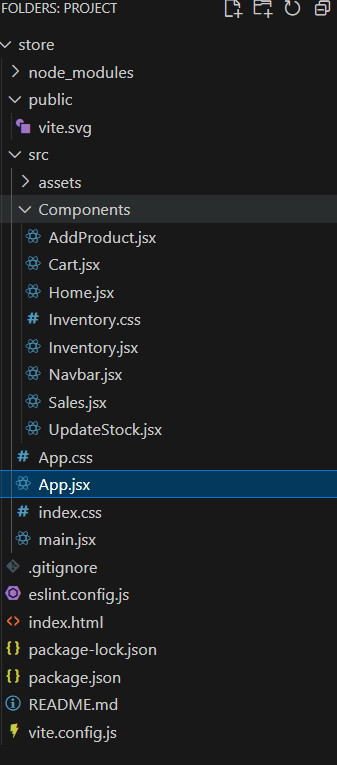 FOLDERS: PROJECT
store
node_modules
public
vite.svg
src
assets
Components
AddProduct.jsx
Cart.jsx
Home.jsx
# Inventory.css
Inventory.jsx
Navbar.jsx
Sales.jsx
UpdateStock.jsx
# App.css
App.jsx
# index.css
main.jsx
.gitignore
eslint.config.js
<> index.html
{} package-lock.json
{} package.json
README.md
vite.config.js